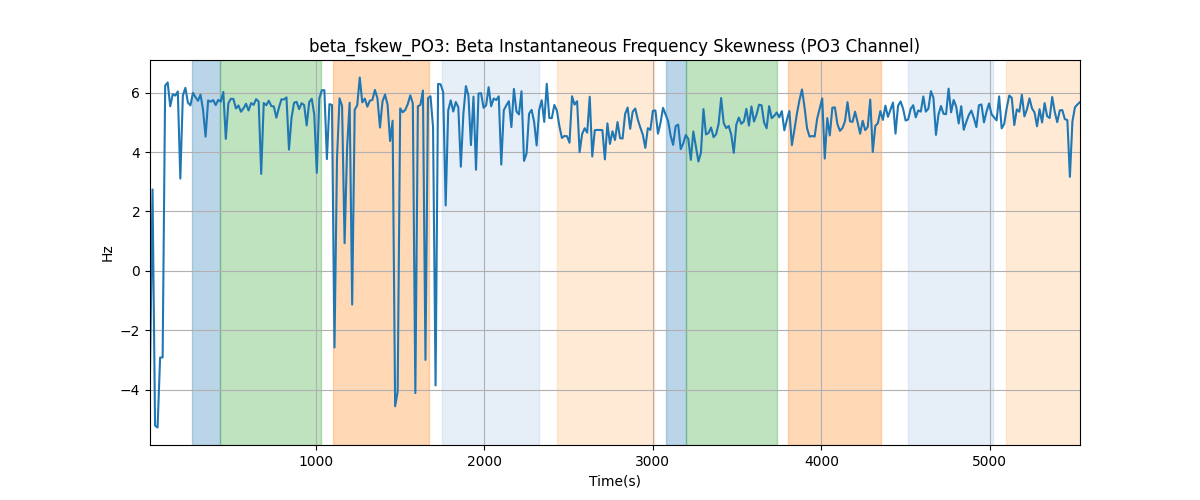 beta_fskew_PO3: Beta Instantaneous Frequency Skewness (PO3 Channel)
Hz
6
4
2
0
−2
−4
1000 2000 3000 4000 5000
Time(s)